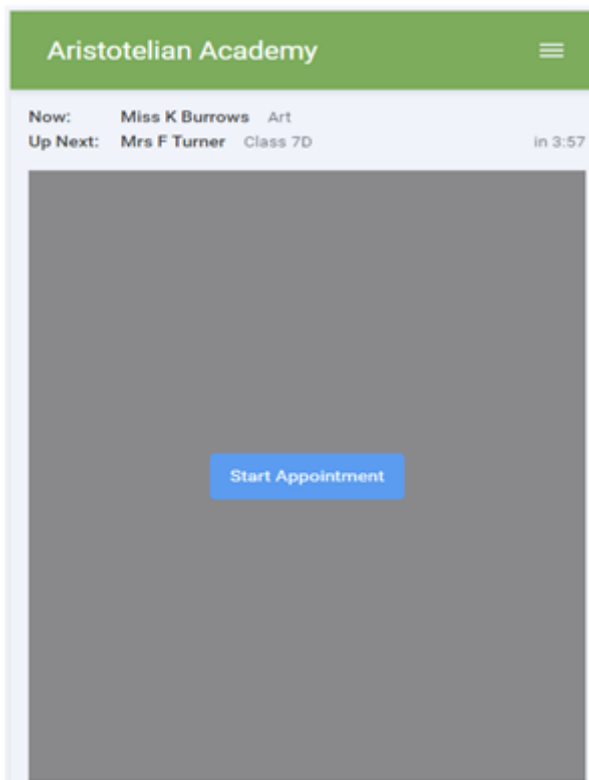 Aristotelian Academy
Now: Miss K Burrows Art
Up Next: Mrs F Turner Class 7D in 3:57
Start Appointment